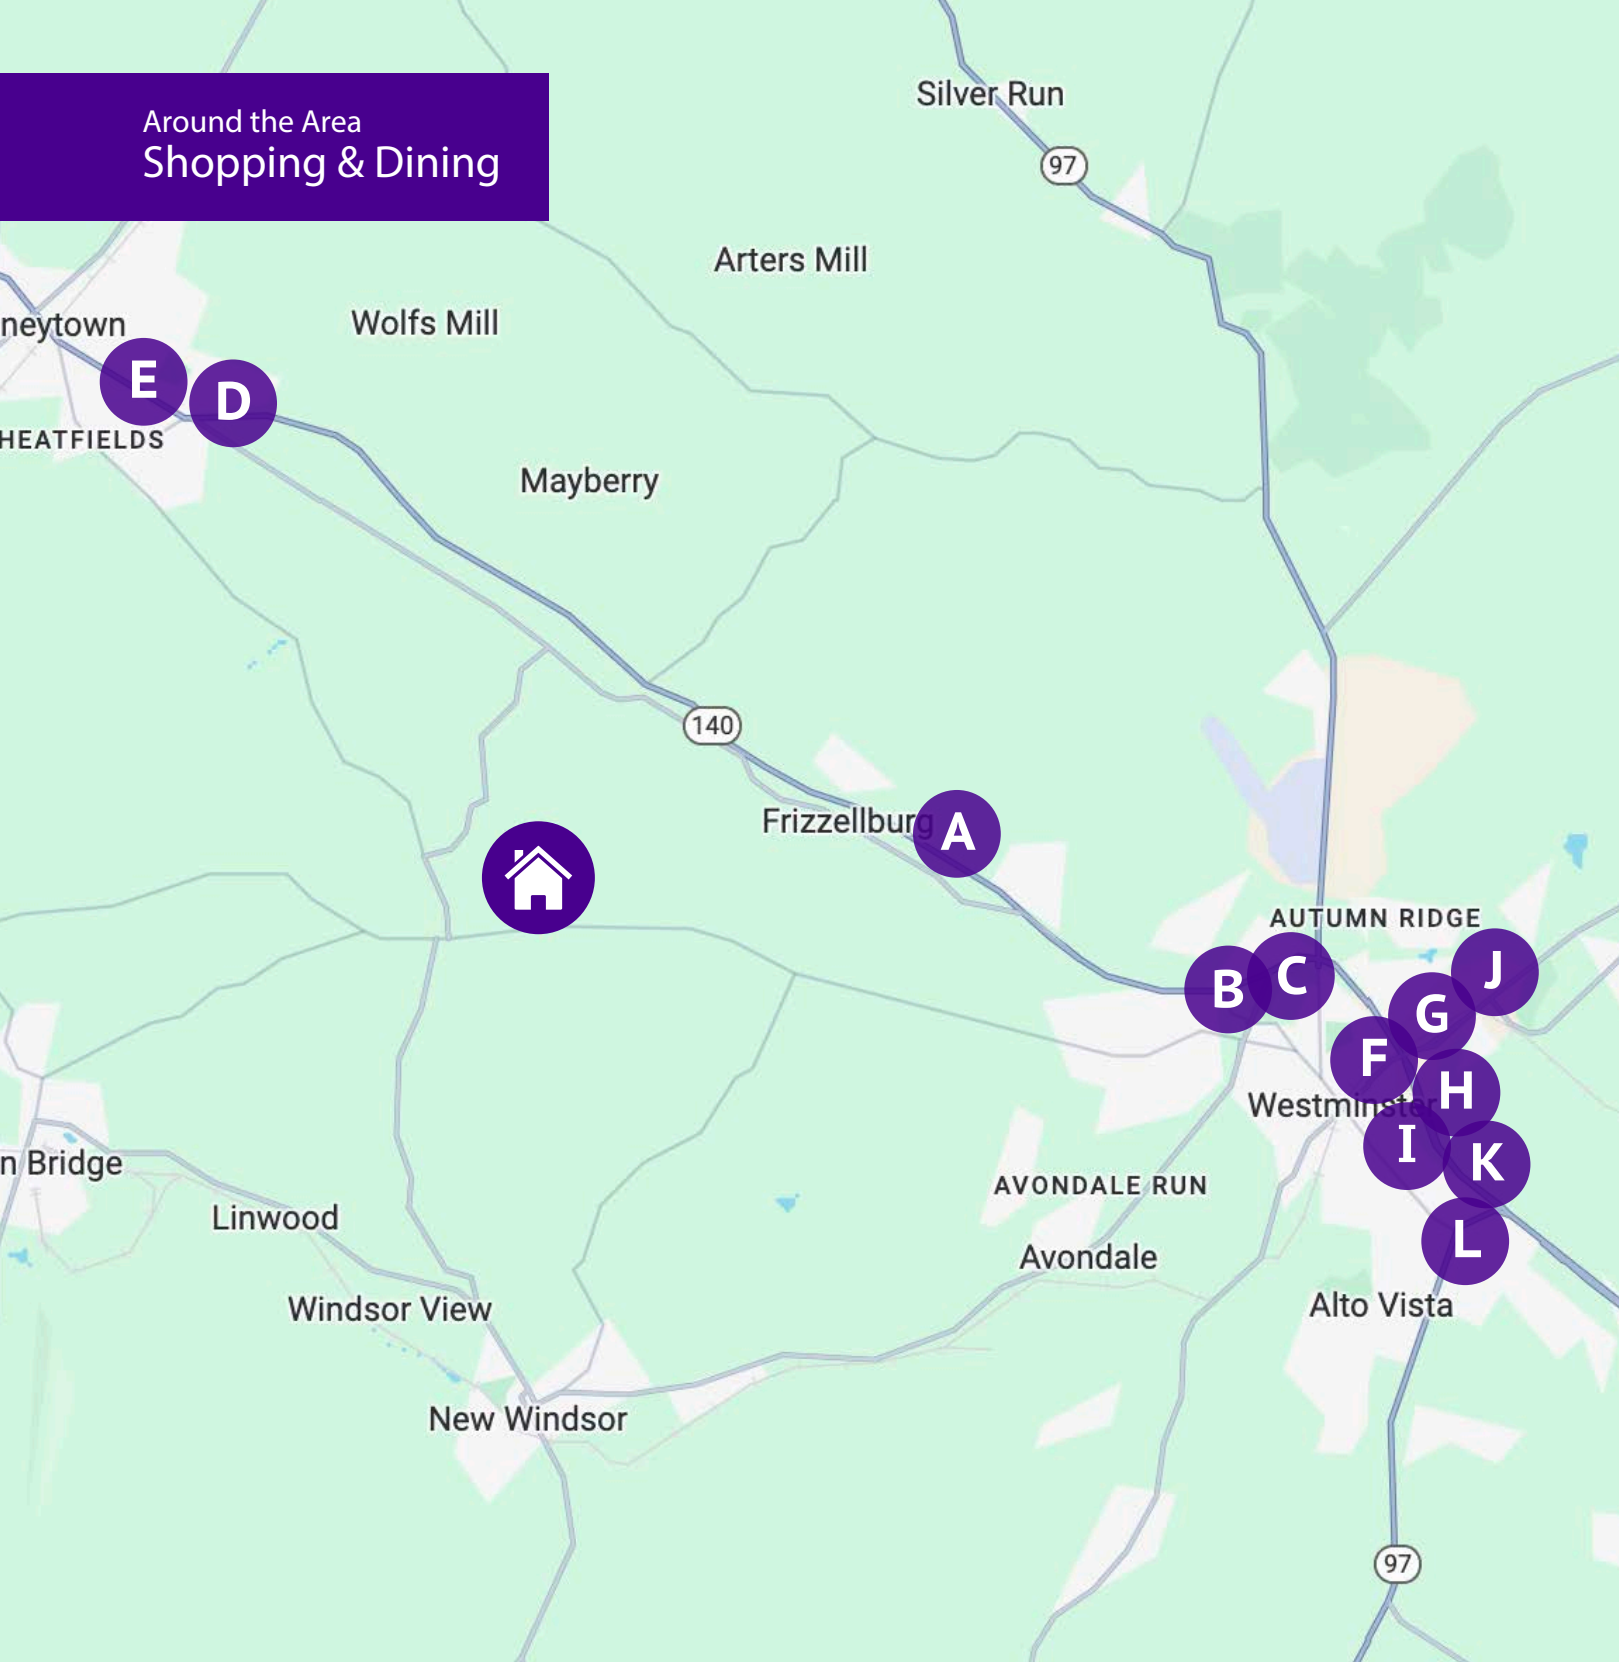 Around the Area
Shopping & Dining
Silver Run
97
Arters Mill
Wolfs Mill
neytown
E
D
HEATFIELDS
Mayberry
140
Frizzellburg
A
AUTUMN RIDGE
B
C
J
G
F
H
Westminster
I
K
n Bridge
AVONDALE RUN
Linwood
L
Avondale
Windsor View
Alto Vista
New Windsor
97